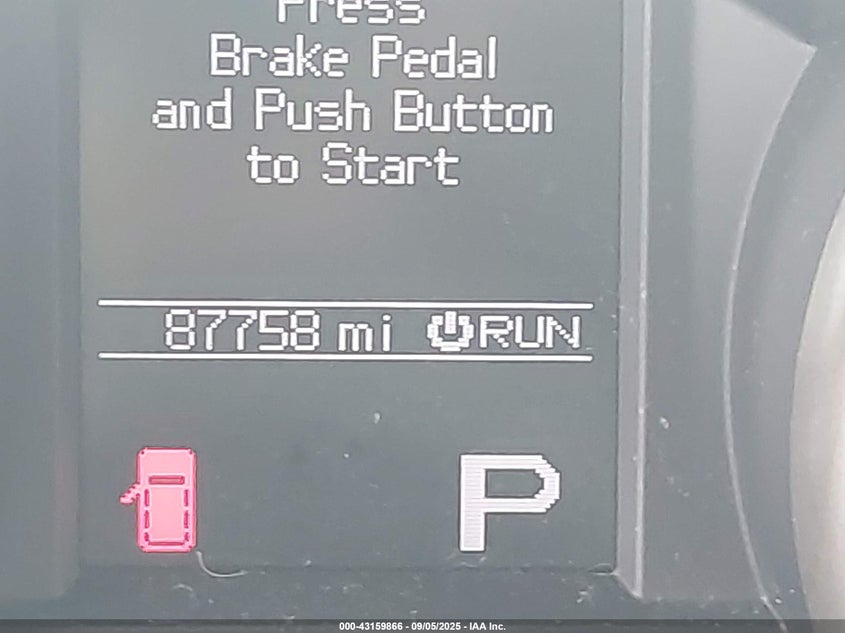 Press
Brake Pedal
and Push Button
to Start
87758 mi RUN
P
000-43159866 - 09/05/2025 - IAA Inc.